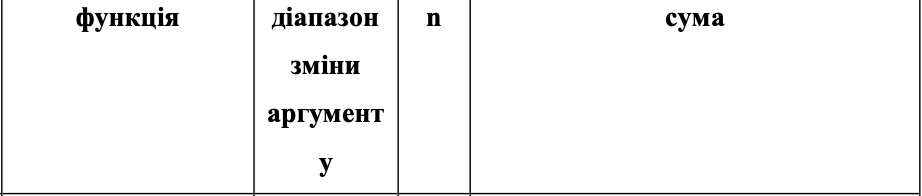 функція діапазон n сума
зміни
аргумент
у